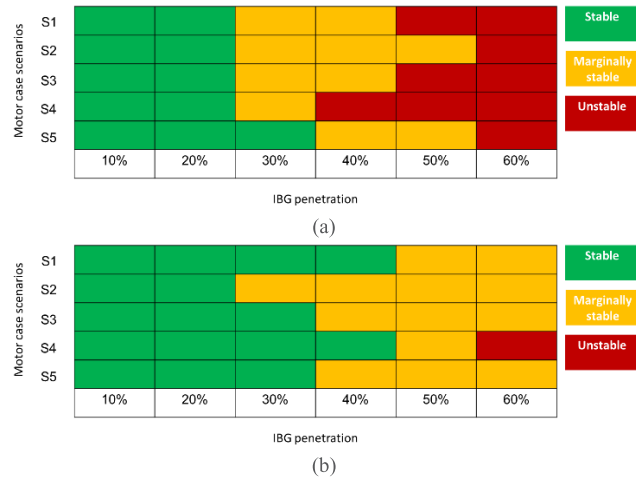 Motor case scenarios
S1
S2
S3
S4
S5
10% 20% 30% 40% 50% 60%
IBG penetration
Stable
Marginally
stable
Unstable
(a)
Motor case scenarios
S1
S2
S3
S4
S5
10% 20% 30% 40% 50% 60%
IBG penetration
Stable
Marginally
stable
Unstable
(b)